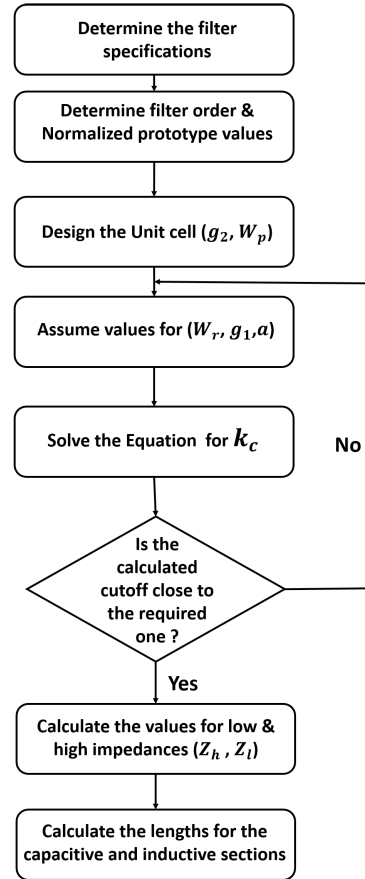 Determine the filter
specifications
Determine filter order &
Normalized prototype values
Design the Unit cell (g₂, Wₚ)
Assume values for (Wᵣ, g₁,a)
Solve the Equation for k_c
No
Is the
calculated
cutoff close to
the required
one ?
Yes
Calculate the values for low &
high impedances (Zₕ , Zₗ)
Calculate the lengths for the
capacitive and inductive sections